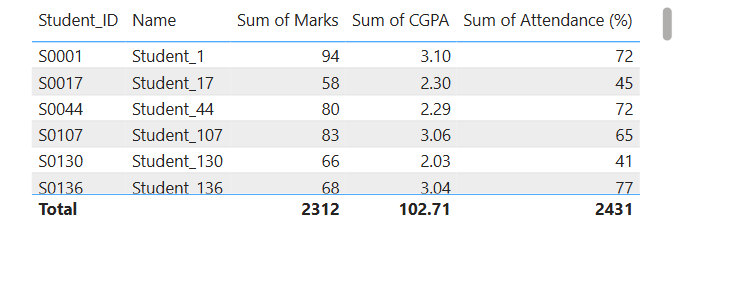 Student_ID Name Sum of Marks Sum of CGPA Sum of Attendance (%)
S0001 Student_1 94 3.10 72
S0017 Student_17 58 2.30 45
S0044 Student_44 80 2.29 72
S0107 Student_107 83 3.06 65
S0130 Student_130 66 2.03 41
S0136 Student_136 68 3.04 77
Total 2312 102.71 2431